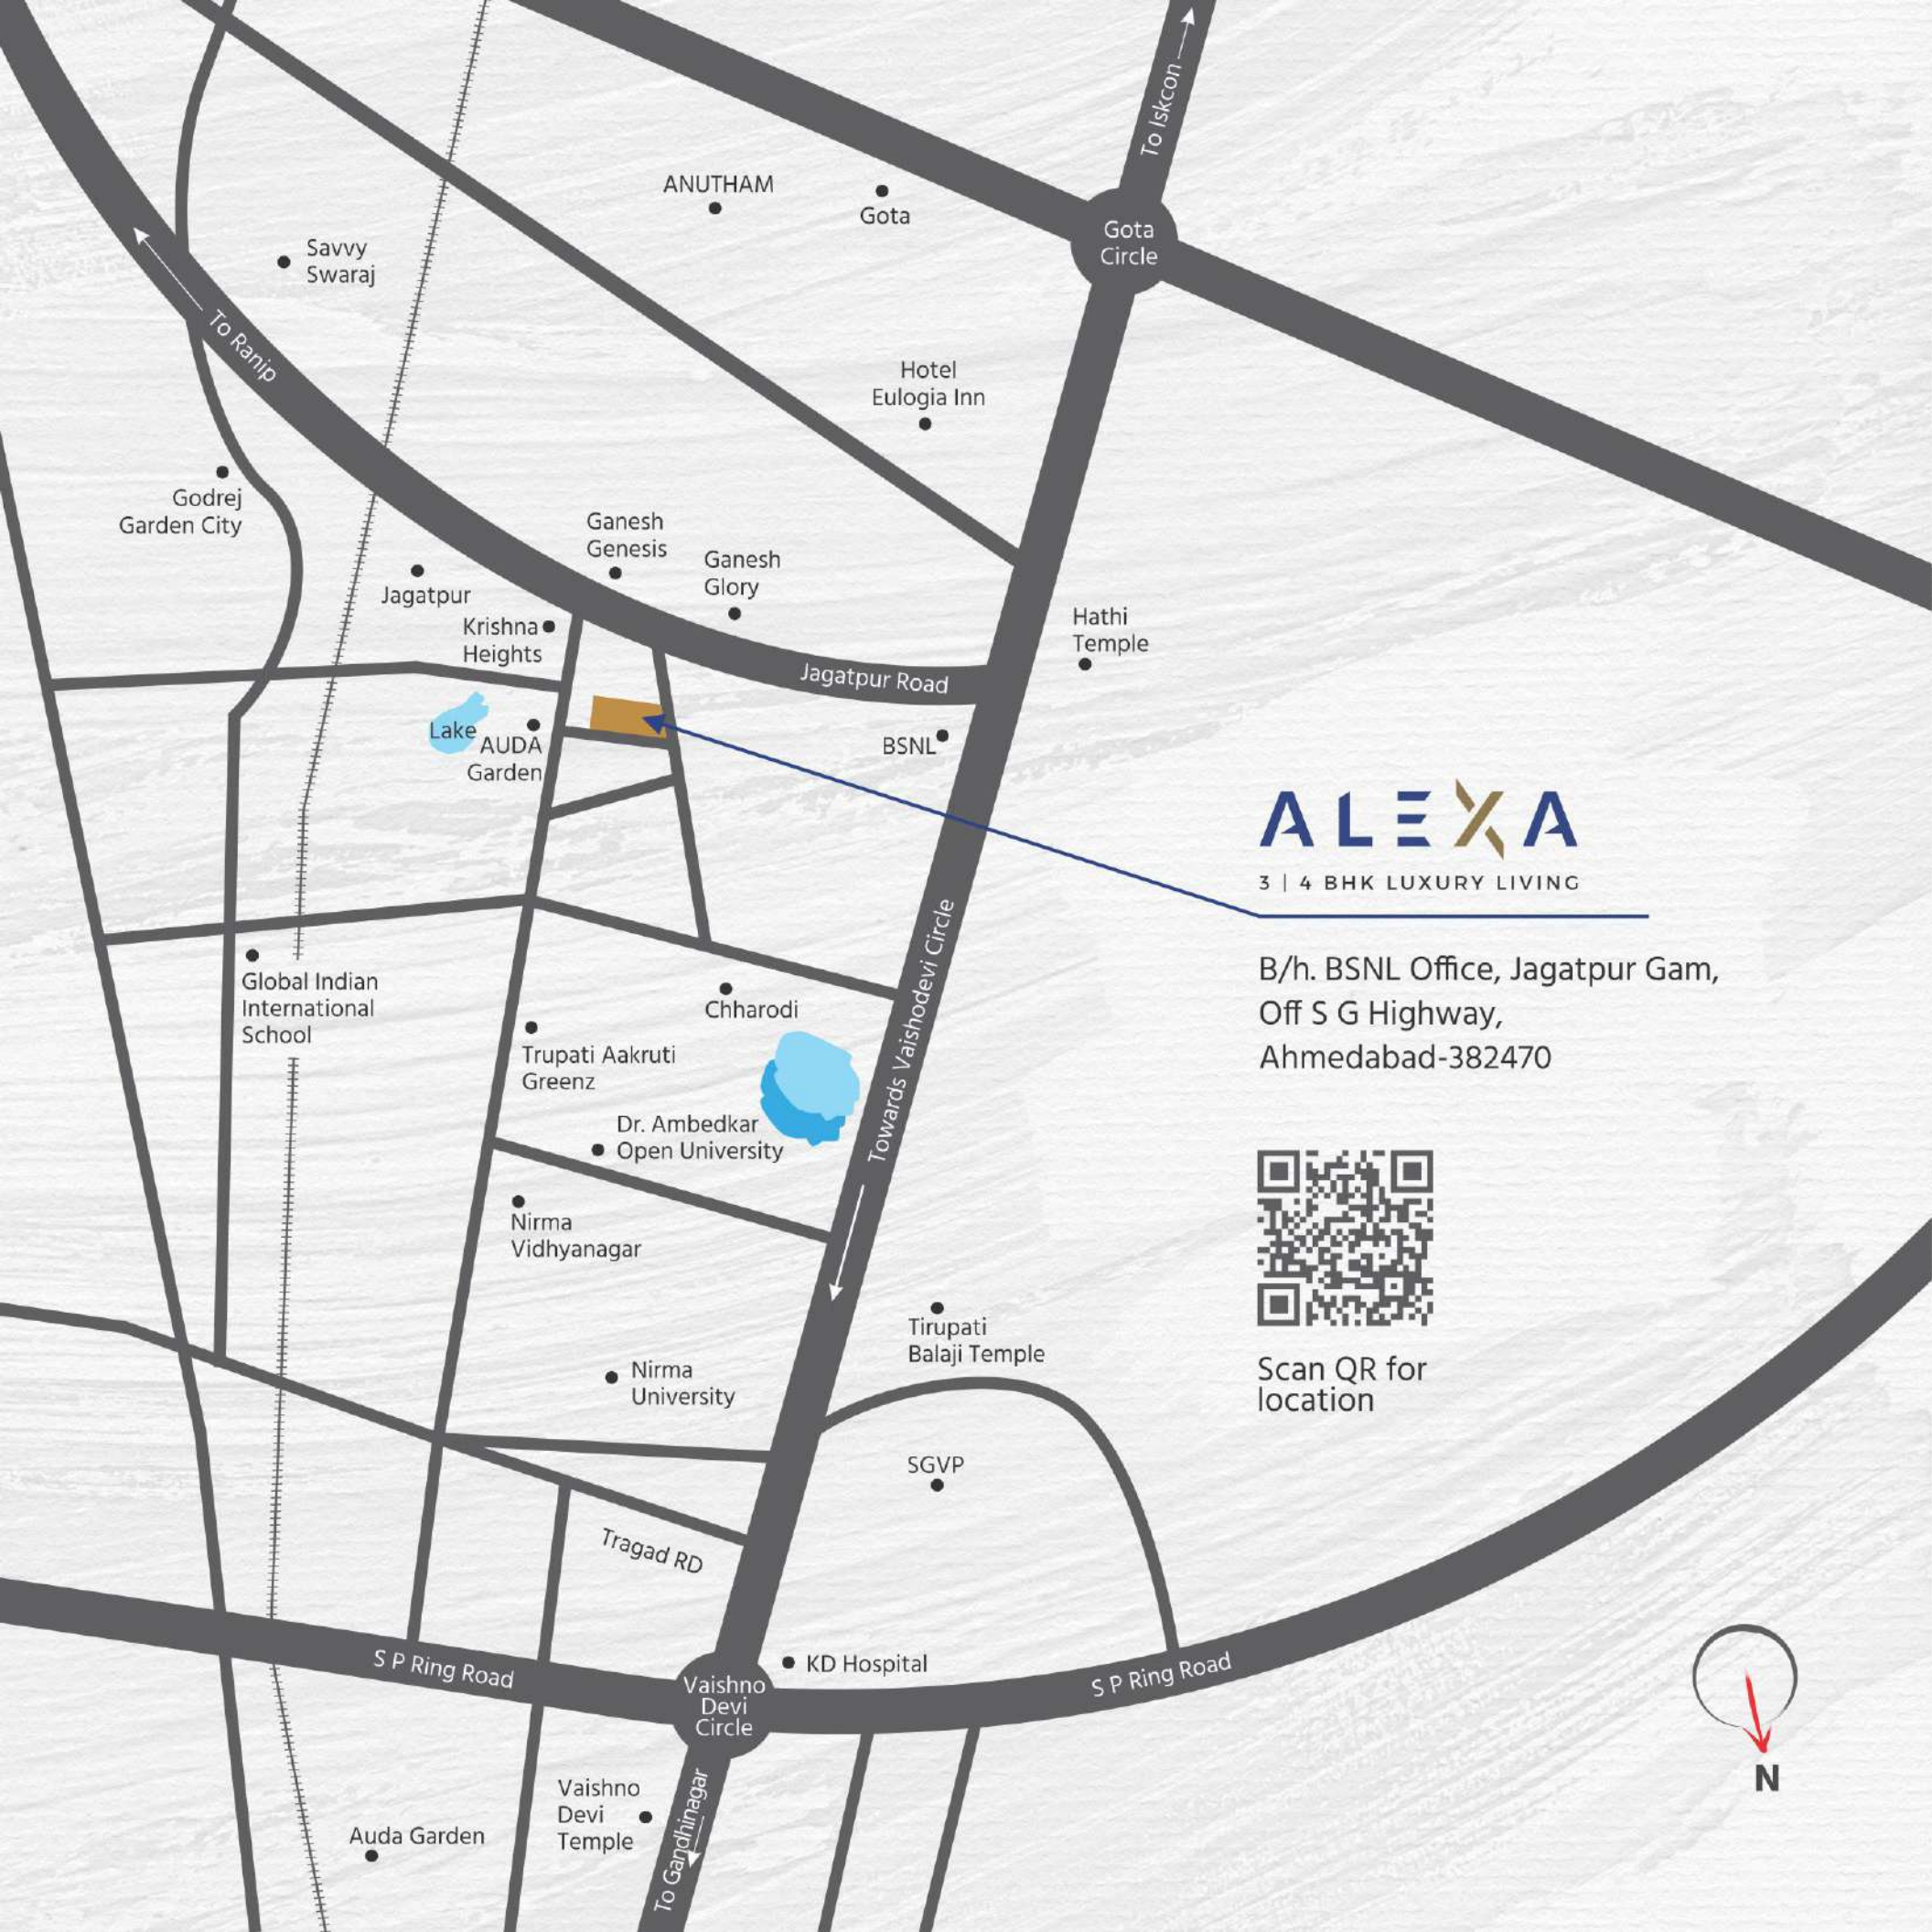 To Iskcon
ANUTHAM
Gota
Gota
Circle
Savvy
Swaraj
To Ranip
Hotel
Eulogia Inn
Godrej
Garden City
Ganesh
Genesis
Ganesh
Glory
Jagatpur
Krishna
Heights
Hathi
Temple
Jagatpur Road
Lake
AUDA
Garden
BSNL
ALEXA
3 | 4 BHK LUXURY LIVING
B/h. BSNL Office, Jagatpur Gam,
Off S G Highway,
Ahmedabad-382470
Towards Vaishodevi Circle
Global Indian
International
School
Chharodi
Trupati Aakruti
Greenz
Dr. Ambedkar
Open University
Nirma
Vidhyanagar
Tirupati
Balaji Temple
Scan QR for
location
Nirma
University
SGVP
Tragad RD
S P Ring Road
KD Hospital
S P Ring Road
Vaishno
Devi
Circle
N
Vaishno
Devi
Temple
Auda Garden
To Gandhinagar